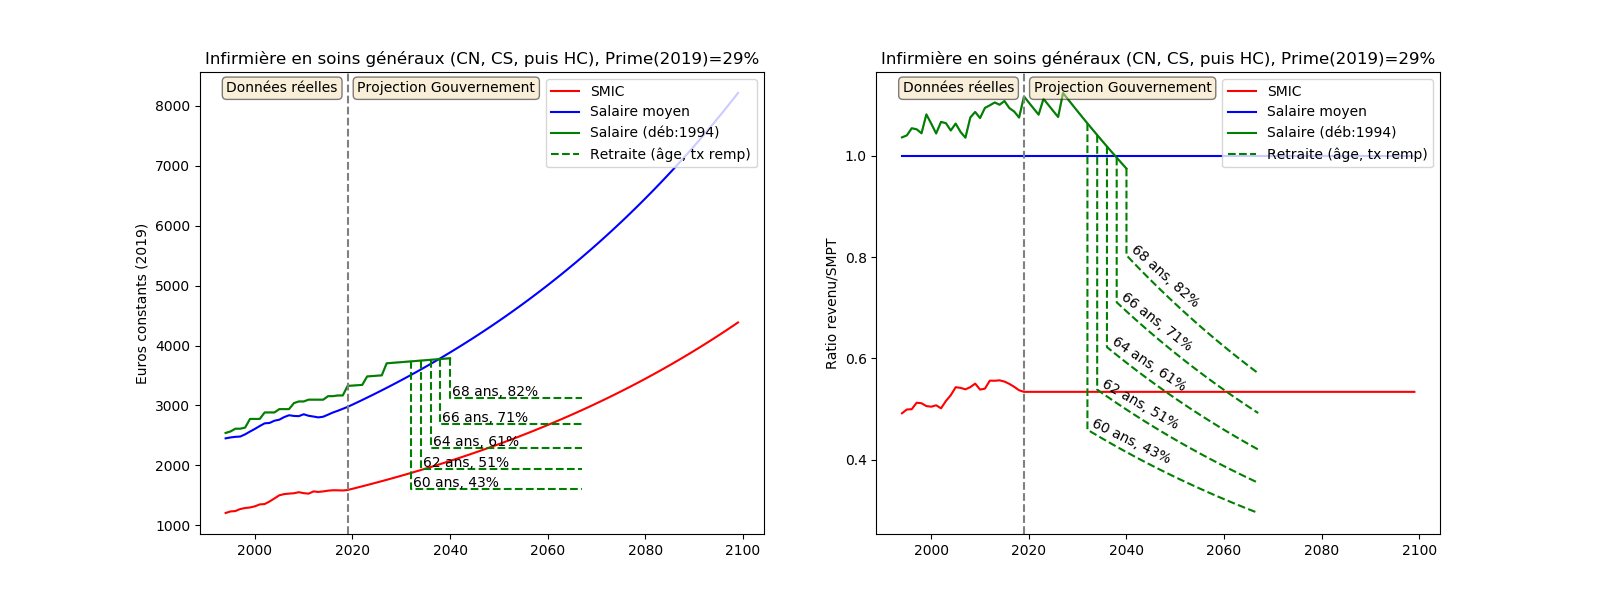 Infirmière en soins généraux (CN, CS, puis HC), Prime(2019)=29%
Données réelles
Projection Gouvernement
SMIC
Salaire moyen
Salaire (déb:1994)
Retraite (âge, tx remp)
Euros constants (2019)
8000
7000
6000
5000
4000
3000
2000
1000
68 ans, 82%
66 ans, 71%
64 ans, 61%
62 ans, 51%
60 ans, 43%
2000
2020
2040
2060
2080
2100
Infirmière en soins généraux (CN, CS, puis HC), Prime(2019)=29%
Données réelles
Projection Gouvernement
SMIC
Salaire moyen
Salaire (déb:1994)
Retraite (âge, tx remp)
Ratio revenu/SMPT
1.0
0.8
0.6
0.4
68 ans, 82%
66 ans, 71%
64 ans, 61%
62 ans, 51%
60 ans, 43%
2000
2020
2040
2060
2080
2100